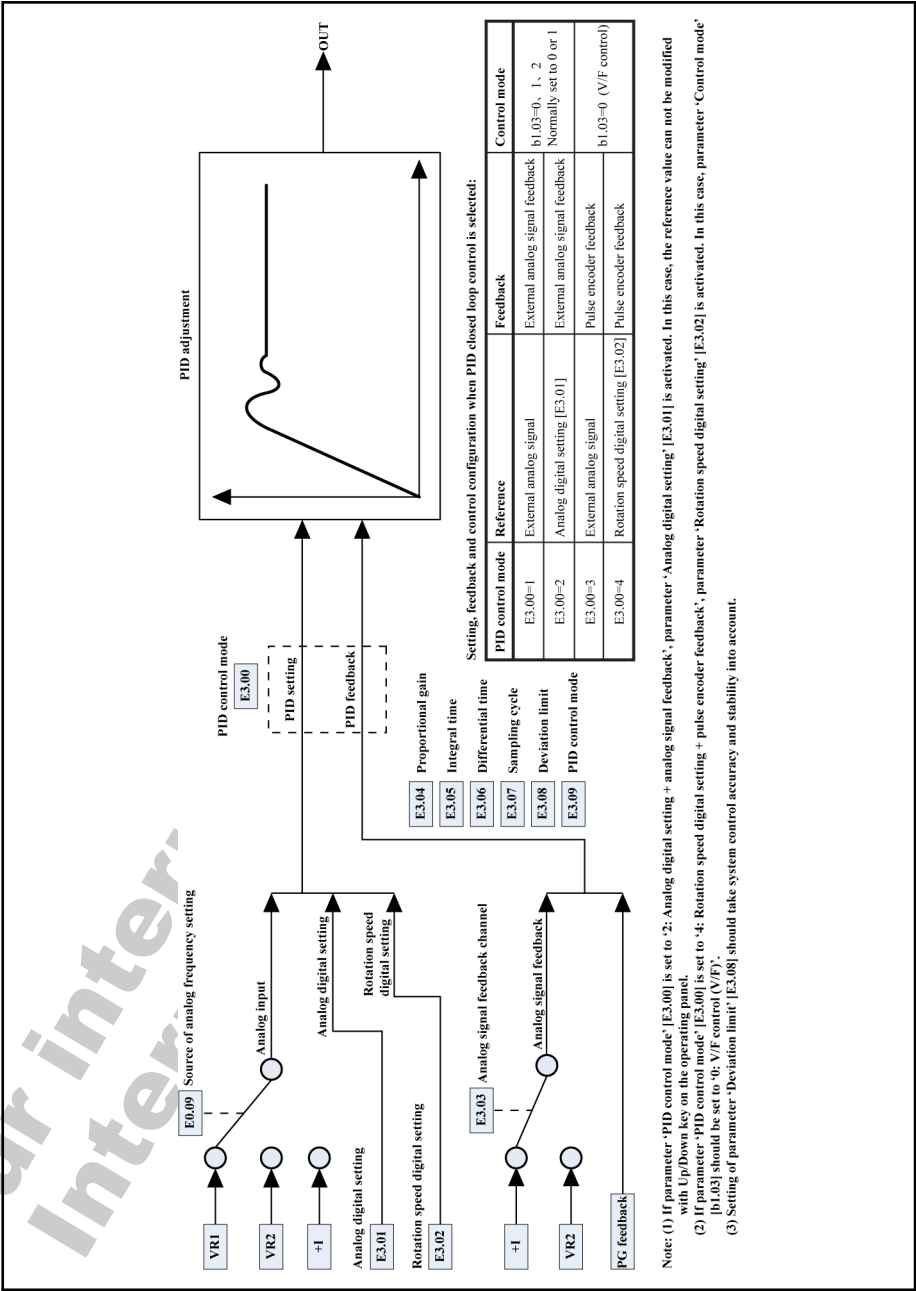 E0.09 Source of analog frequency setting
VR1
VR2
+I
Analog input
Analog digital setting
E3.01
Analog digital setting
Rotation speed digital setting
E3.02
Rotation speed
digital setting
E3.03 Analog signal feedback channel
+I
VR2
PG feedback
Analog signal feedback
PID control mode
E3.00
PID setting
PID feedback
E3.04 Proportional gain
E3.05 Integral time
E3.06 Differential time
E3.07 Sampling cycle
E3.08 Deviation limit
E3.09 PID control mode
PID adjustment
OUT
Setting, feedback and control configuration when PID closed loop control is selected:
PID control mode Reference Feedback Control mode
E3.00=1 External analog signal External analog signal feedback b1.03=0、1、2
Normally set to 0 or 1
E3.00=2 Analog digital setting [E3.01] External analog signal feedback
E3.00=3 External analog signal Pulse encoder feedback b1.03=0 (V/F control)
E3.00=4 Rotation speed digital setting [E3.02] Pulse encoder feedback
Note: (1) If parameter ‘PID control mode’ [E3.00] is set to ‘2: Analog digital setting + analog signal feedback’, parameter ‘Analog digital setting’ [E3.01] is activated. In this case, the reference value can not be modified
with Up/Down key on the operating panel.
(2) If parameter ‘PID control mode’ [E3.00] is set to ‘4: Rotation speed digital setting + pulse encoder feedback’, parameter ‘Rotation speed digital setting’ [E3.02] is activated. In this case, parameter ‘Control mode’
[b1.03] should be set to ‘0: V/F control (V/F)’.
(3) Setting of parameter ‘Deviation limit’ [E3.08] should take system control accuracy and stability into account.